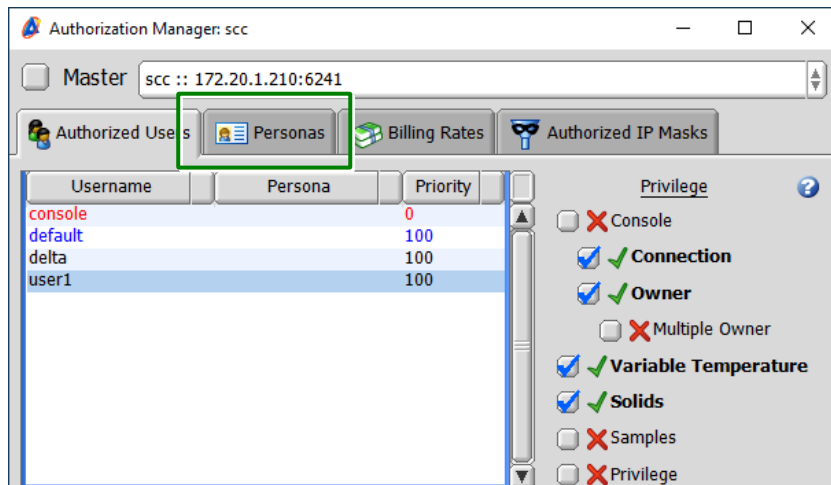 Authorization Manager: scc
Master scc :: 172.20.1.210:6241
Authorized Users Personas Billing Rates Authorized IP Masks
Username Persona Priority Privilege
console 0 Console
default 100 Connection
delta 100 Owner
user1 100 Multiple Owner
Variable Temperature
Solids
Samples
Privilege